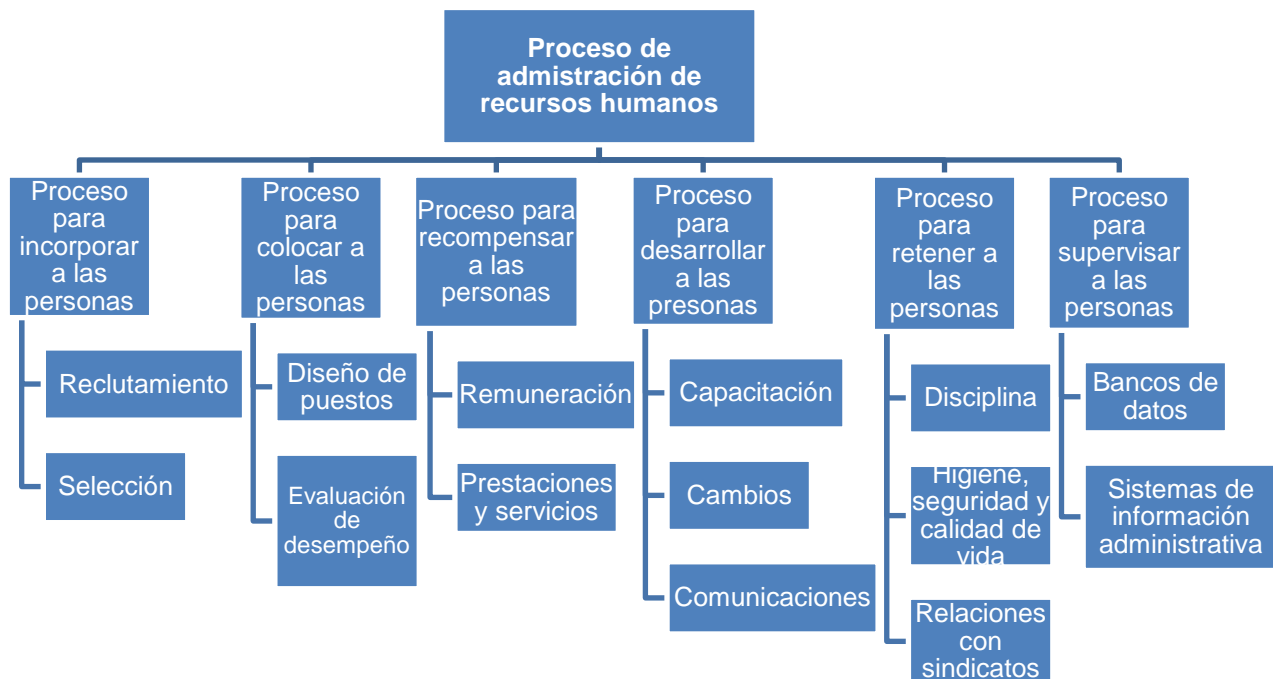 Proceso de
admistración de
recursos humanos
Proceso
para
incorporar
a las
personas
Reclutamiento
Selección
Proceso
para
colocar a
las
personas
Diseño de
puestos
Evaluación
de
desempeño
Proceso para
recompensar
a las
personas
Remuneración
Prestaciones
y servicios
Proceso
para
desarrollar
a las
presonas
Capacitación
Cambios
Comunicaciones
Proceso
para
retener a
las
personas
Disciplina
Higiene,
seguridad y
calidad de
vida
Relaciones
con
sindicatos
Proceso
para
supervisar
a las
personas
Bancos de
datos
Sistemas de
información
administrativa